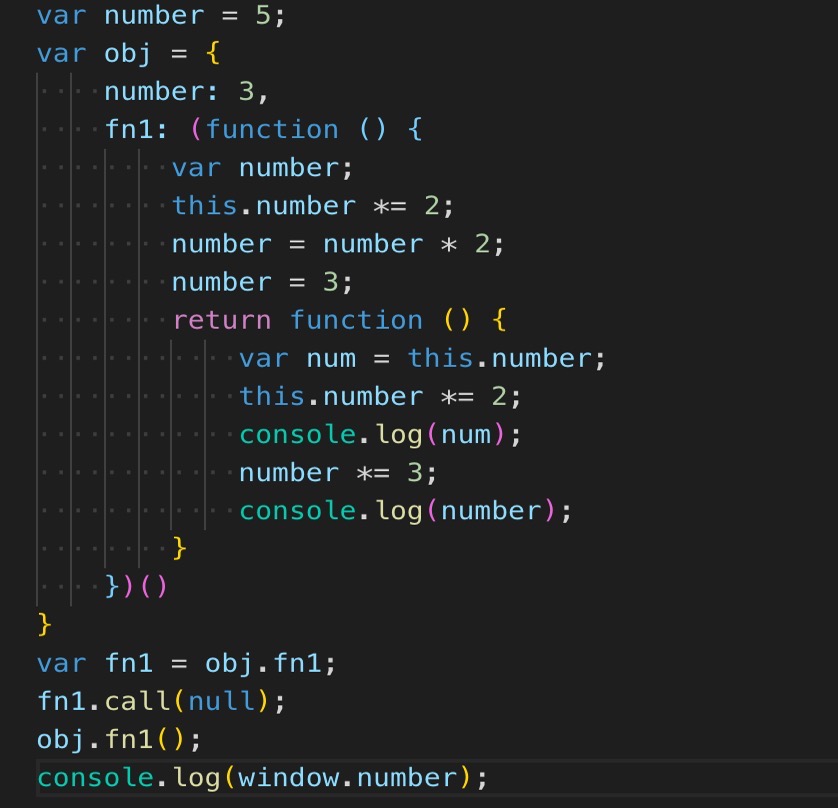 var number = 5;
var obj = {
    number: 3,
    fn1: (function () {
        var number;
        this.number *= 2;
        number = number * 2;
        number = 3;
        return function () {
            var num = this.number;
            this.number *= 2;
            console.log(num);
            number *= 3;
            console.log(number);
        }
    })()
}
var fn1 = obj.fn1;
fn1.call(null);
obj.fn1();
console.log(window.number);